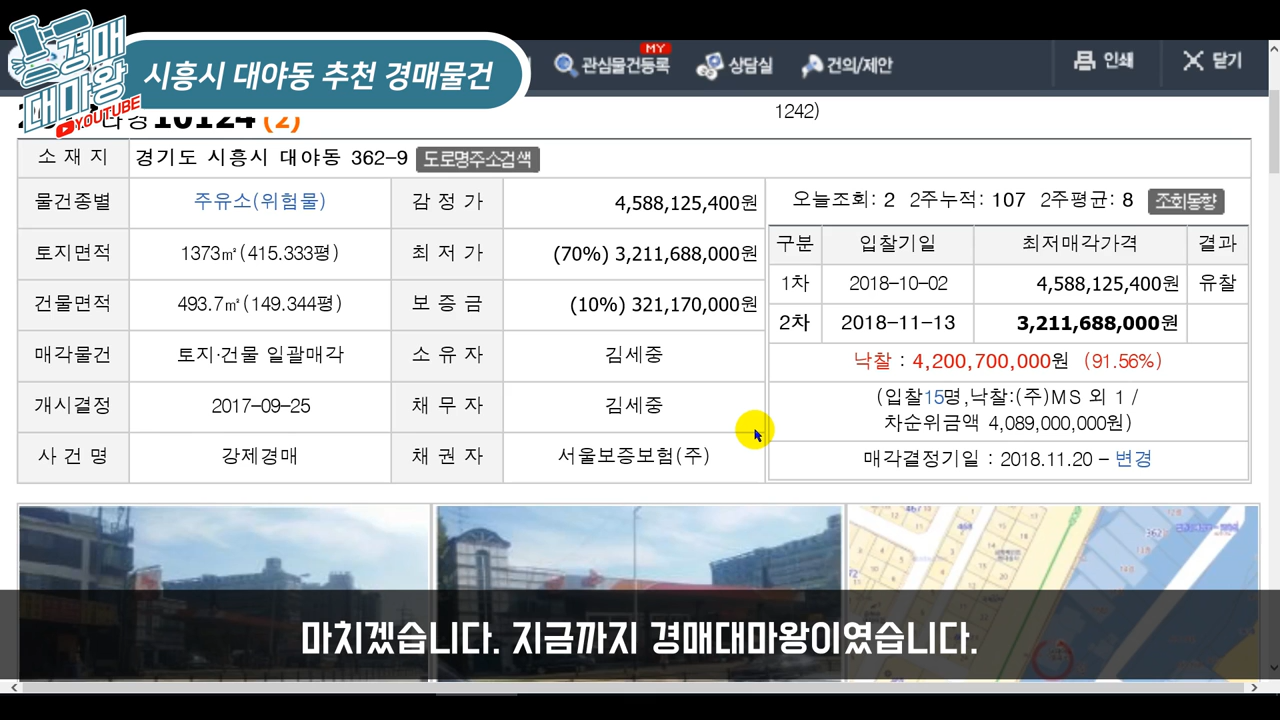 경매
대마왕
YOUTUBE
시흥시 대야동 추천 경매물건
MY
관심물건등록 상담실 건의/제안 인쇄 닫기
10124 (2)
1242)
소 재 지 경기도 시흥시 대야동 362-9 도로명주소검색
물건종별 주유소(위험물) 감 정 가 4,588,125,400원 오늘조회: 2 2주누적: 107 2주평균: 8 조회동향
구분 입찰기일 최저매각가격 결과
토지면적 1373㎡(415.333평) 최 저 가 (70%) 3,211,688,000원
1차 2018-10-02 4,588,125,400원 유찰
건물면적 493.7㎡(149.344평) 보 증 금 (10%) 321,170,000원
2차 2018-11-13 3,211,688,000원
매각물건 토지·건물 일괄매각 소 유 자 김세중
낙찰 : 4,200,700,000원 (91.56%)
개시결정 2017-09-25 채 무 자 김세중
(입찰15명,낙찰:(주)MS 외 1 /
차순위금액 4,089,000,000원)
사 건 명 강제경매 채 권 자 서울보증보험(주)
매각결정기일 : 2018.11.20 - 변경
마치겠습니다. 지금까지 경매대마왕이였습니다.